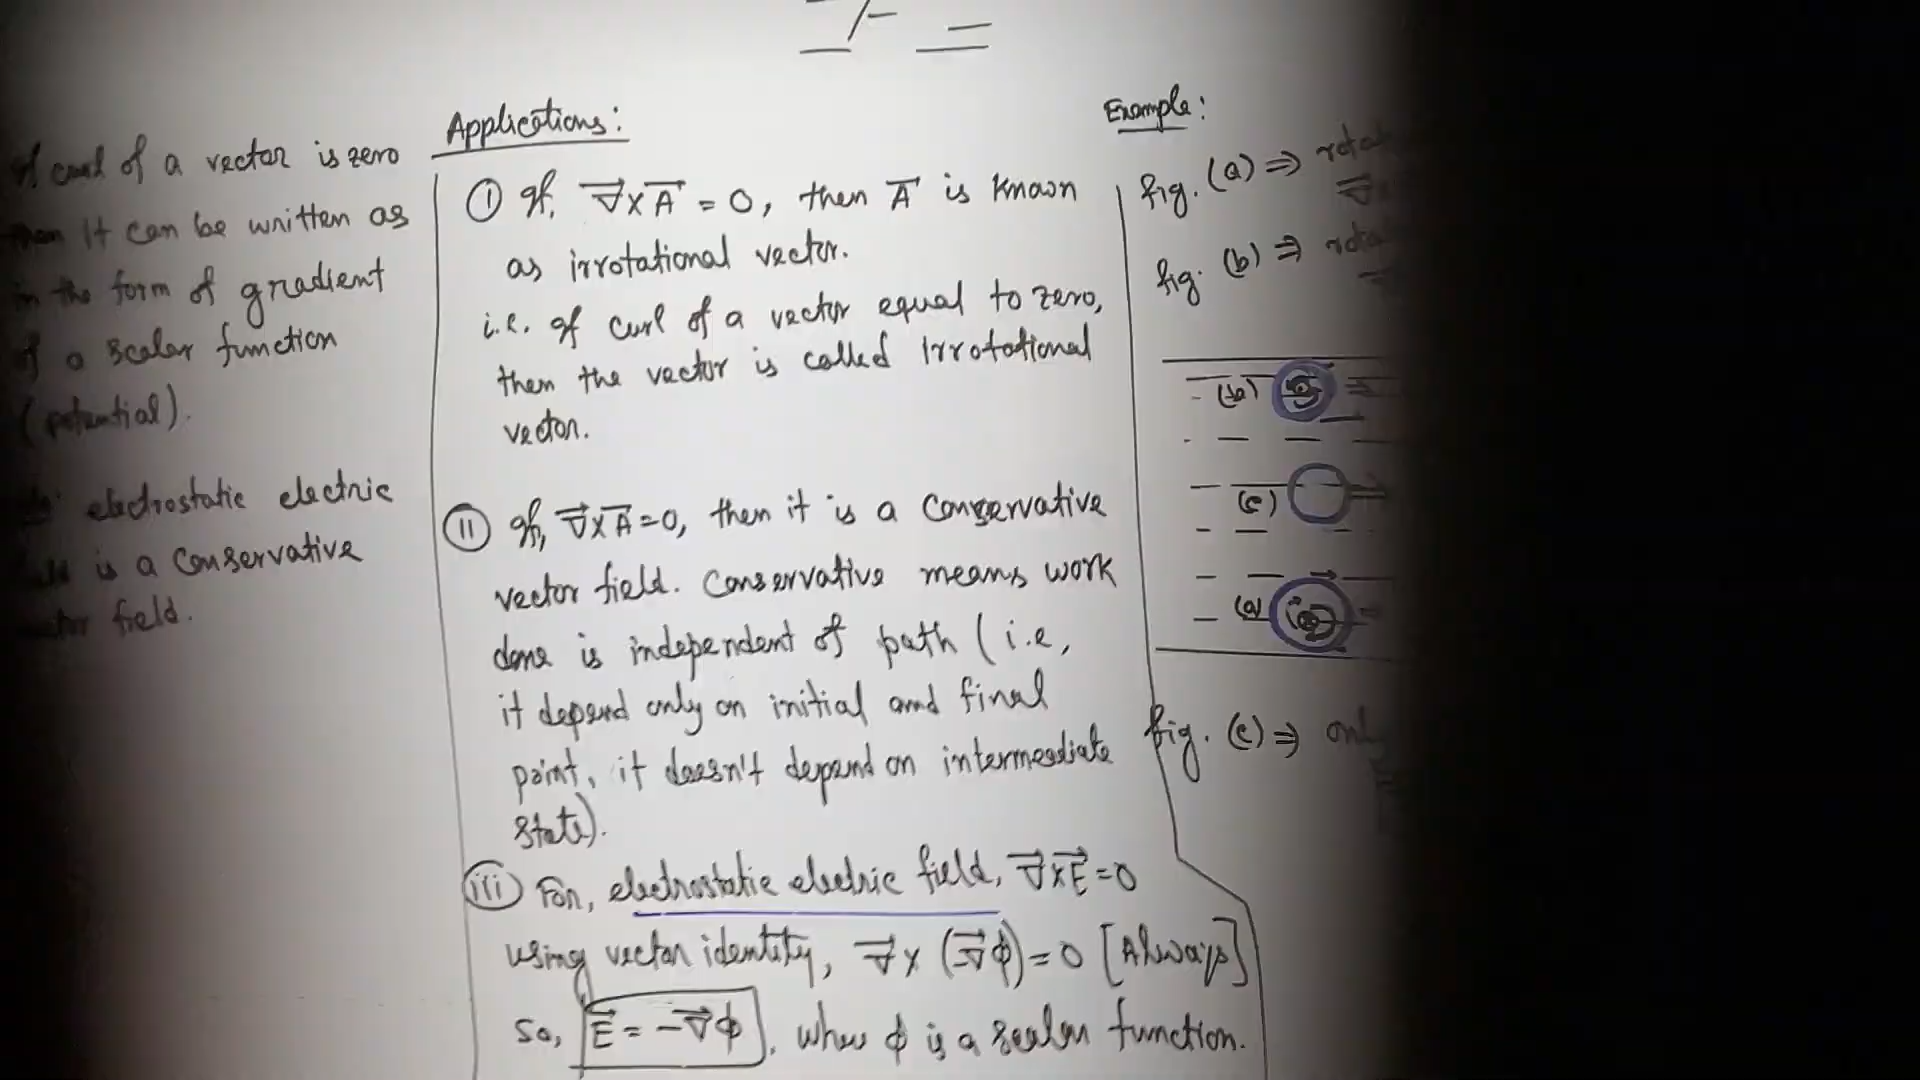 of a vector is zero
it can be written as
in the form of gradient
of a scalar function
(potential).
electrostatic electric
is a conservative
field.
Applications:
(i) If, ∇⃗×A⃗ = 0, then A⃗ is known
as irrotational vector.
i.e. If curl of a vector equal to zero,
then the vector is called Irrotational
vector.
(ii) If, ∇⃗×A⃗ = 0, then it is a conservative
vector field. Conservative means work
done is independent of path (i.e,
it depend only on initial and final
point, it doesn't depend on intermediate
state).
(iii) For, electrostatic electric field, ∇⃗×E⃗ = 0
using vector identity, ∇⃗× (∇⃗ϕ) = 0 [Always]
So, E⃗ = -∇⃗ϕ, where ϕ is a scalar function.
Example:
fig. (a) ⇒
fig. (b) ⇒
(c)
(a)
fig. (c) ⇒